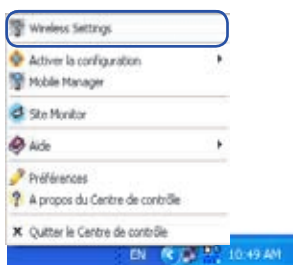 Wireless Settings
Activer la configuration
Mobile Manager
Site Monitor
Aide
Préférences
A propos du Centre de contrôle
Quitter le Centre de contrôle
EN 10:49 AM